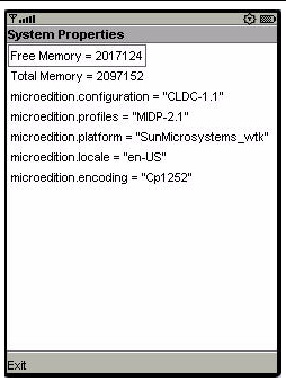 System Properties
Free Memory = 2017124
Total Memory = 2097152
microedition.configuration = "CLDC-1.1"
microedition.profiles = "MIDP-2.1"
microedition.platform = "SunMicrosystems_wtk"
microedition.locale = "en-US"
microedition.encoding = "Cp1252"
Exit